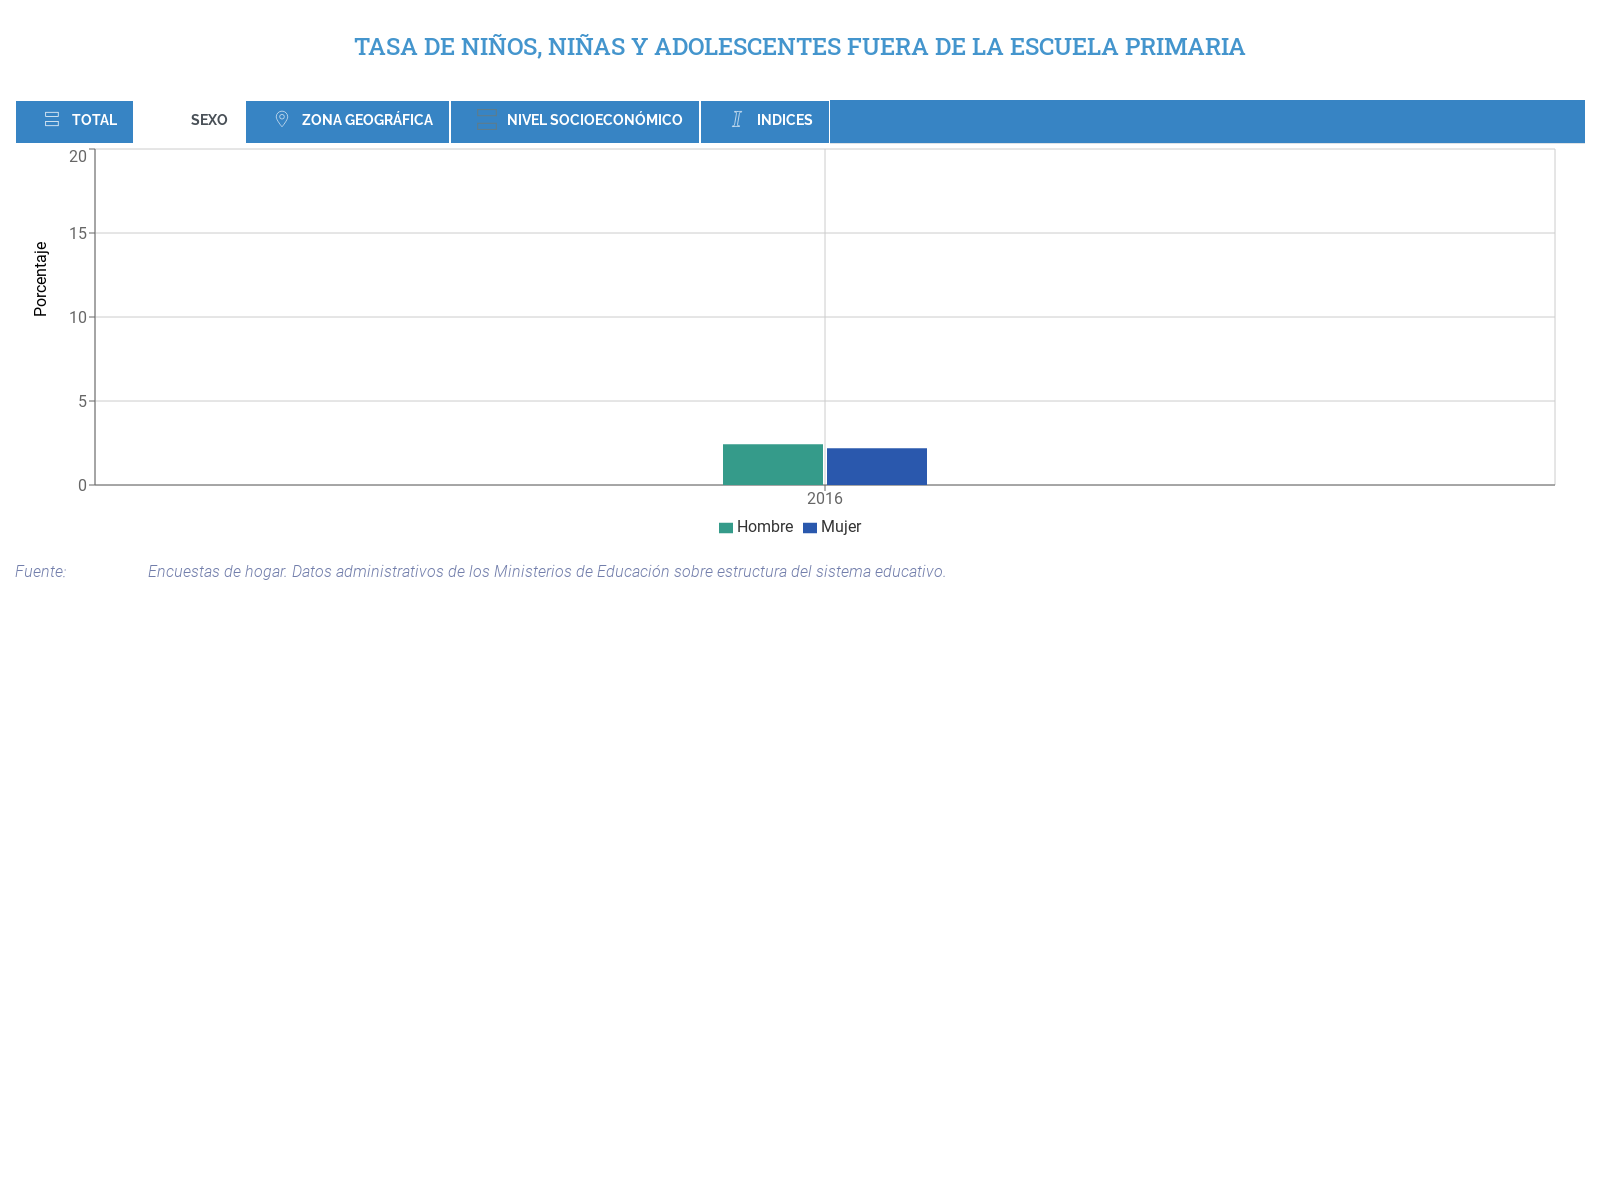 TASA DE NIÑOS, NIÑAS Y ADOLESCENTES FUERA DE LA ESCUELA PRIMARIA
TOTAL SEXO ZONA GEOGRÁFICA NIVEL SOCIOECONÓMICO INDICES
20
15
Porcentaje
10
5
0
2016
Hombre Mujer
Fuente: Encuestas de hogar. Datos administrativos de los Ministerios de Educación sobre estructura del sistema educativo.